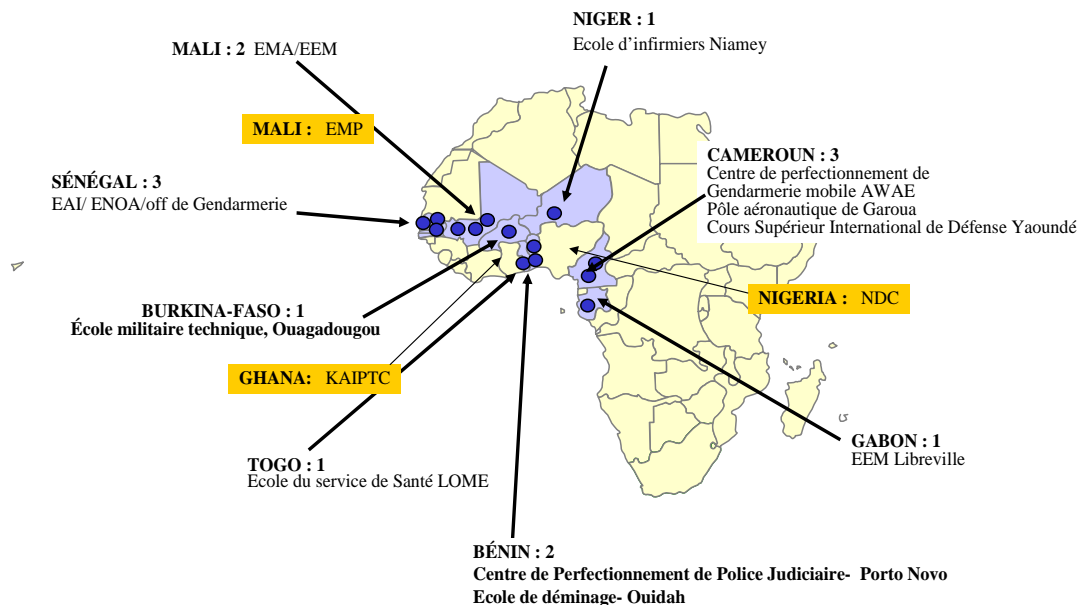 NIGER : 1
Ecole d’infirmiers Niamey
MALI : 2 EMA/EEM
MALI : EMP
CAMEROUN : 3
Centre de perfectionnement de
Gendarmerie mobile AWAE
Pôle aéronautique de Garoua
Cours Supérieur International de Défense Yaoundé
SÉNÉGAL : 3
EAI/ ENOA/off de Gendarmerie
NIGERIA : NDC
BURKINA-FASO : 1
École militaire technique, Ouagadougou
GHANA: KAIPTC
GABON : 1
EEM Libreville
TOGO : 1
Ecole du service de Santé LOME
BÉNIN : 2
Centre de Perfectionnement de Police Judiciaire- Porto Novo
Ecole de déminage- Ouidah